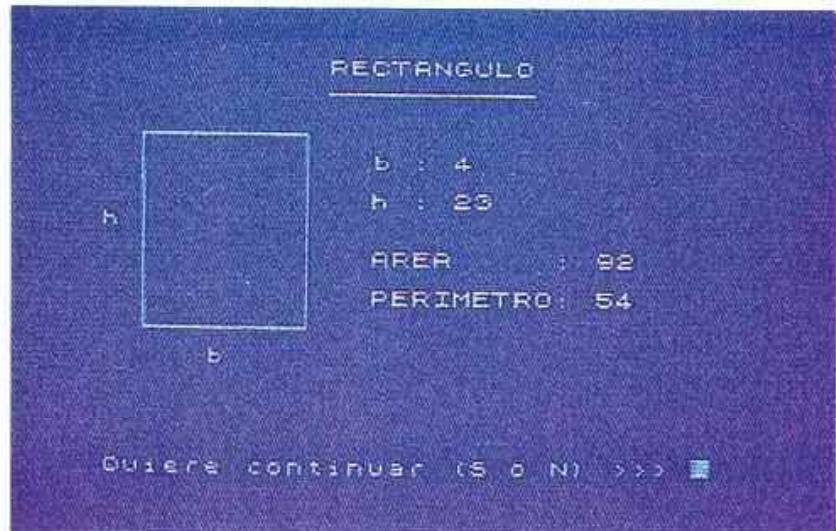 RECTANGULO
b : 4
h : 23
h
AREA : 92
PERIMETRO: 54
b
Quiere continuar (S o N) >>>